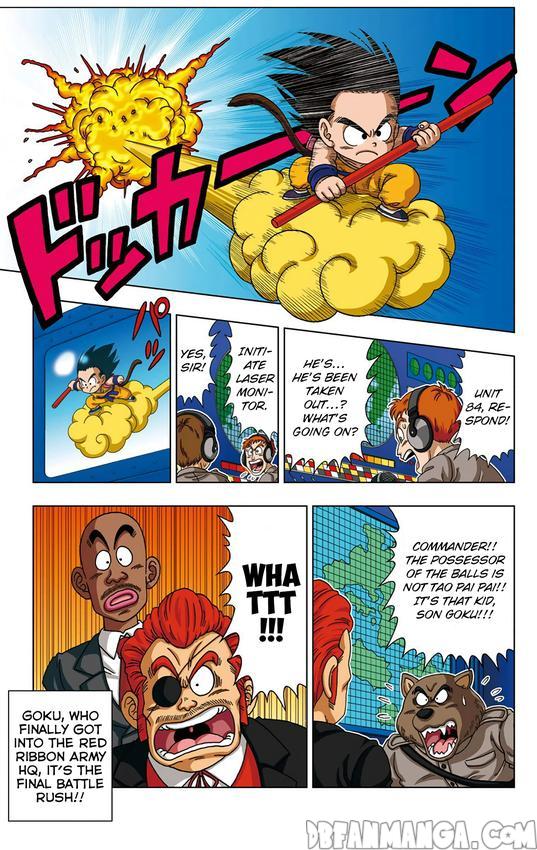 ドッカーーン
パッ
UNIT
84, RE-
SPOND!
HE'S...
HE'S BEEN
TAKEN
OUT...?
WHAT'S
GOING ON?
INITI-
ATE
LASER
MONI-
TOR.
YES,
SIR!
COMMANDER!!
THE POSSESSOR
OF THE BALLS IS
NOT TAO PAI PAI!!
IT'S THAT KID,
SON GOKU!!!
WHA
TTT
!!!
GOKU, WHO
FINALLY GOT
INTO THE RED
RIBBON ARMY
HQ, IT'S THE
FINAL BATTLE
RUSH!!
DBFANMANGA.COM